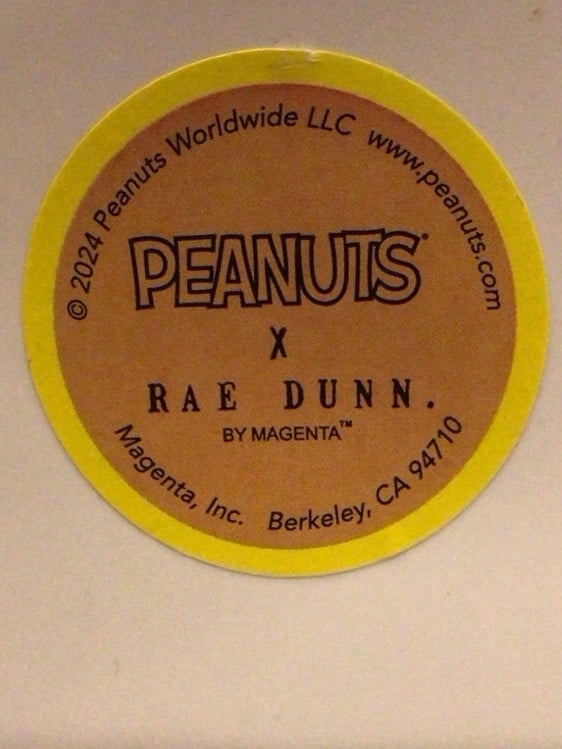 © 2024 Peanuts Worldwide LLC www.peanuts.com
PEANUTS®
X
RAE DUNN.
BY MAGENTA™
Magenta, Inc. Berkeley, CA 94710